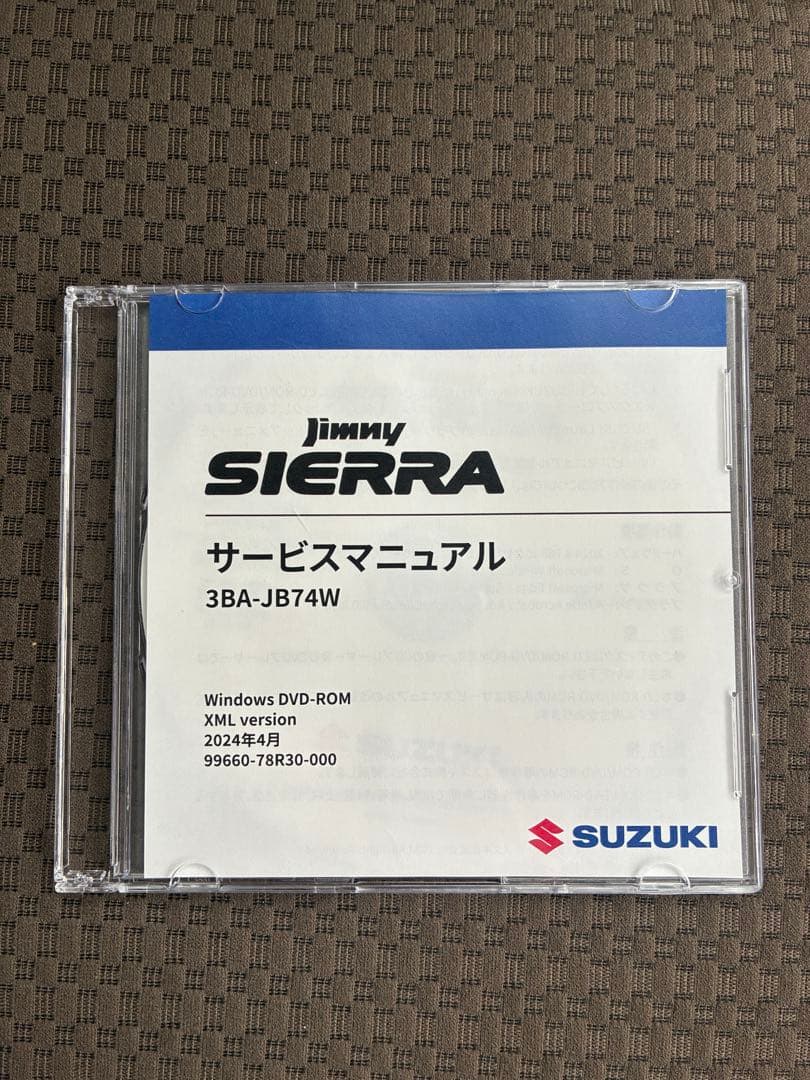 Jimny
SIERRA
サービスマニュアル
3BA-JB74W
Windows DVD-ROM
XML version
2024年4月
99660-78R30-000
SUZUKI